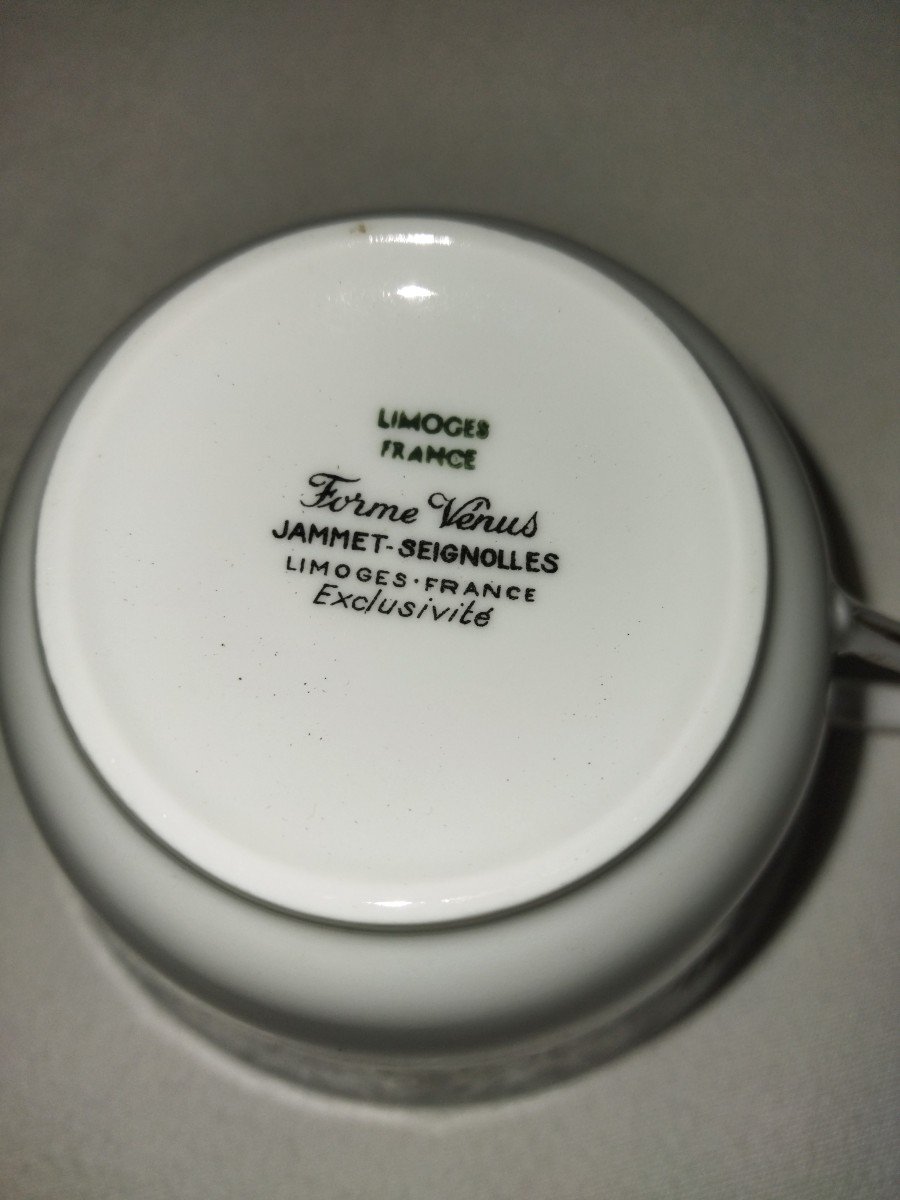 LIMOGES
FRANCE
Forme Vénus
JAMMET-SEIGNOLLES
LIMOGES·FRANCE
Exclusivité